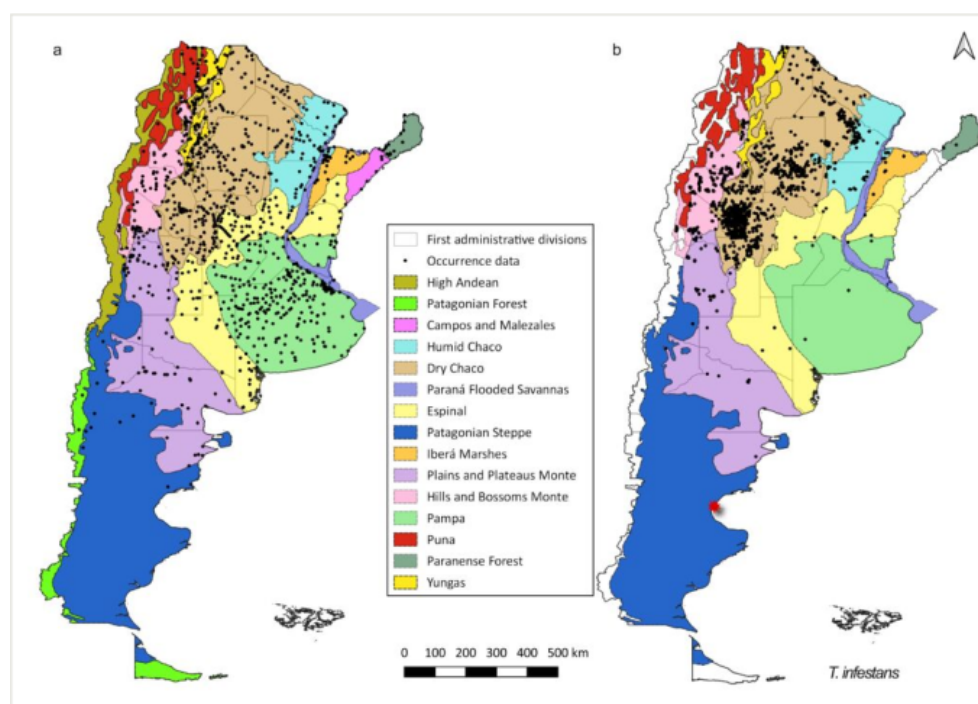 a
b
First administrative divisions
Occurrence data
High Andean
Patagonian Forest
Campos and Malezales
Humid Chaco
Dry Chaco
Paraná Flooded Savannas
Espinal
Patagonian Steppe
Iberá Marshes
Plains and Plateaus Monte
Hills and Bossoms Monte
Pampa
Puna
Paranense Forest
Yungas
0 100 200 300 400 500 km
T. infestans